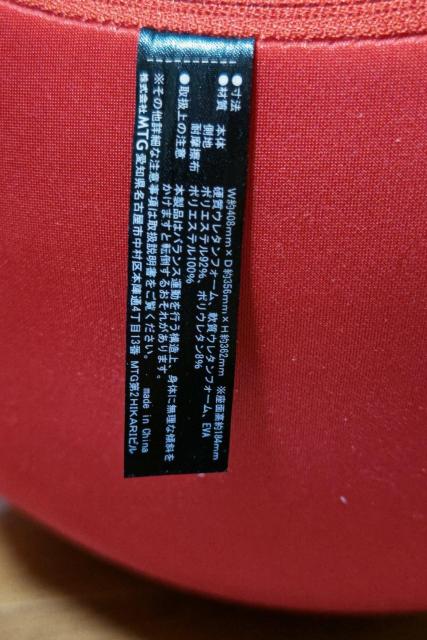 ●寸法 W約408mm×D約356mm×H約362mm ※座面高約184mm
●材質 本体 硬質ウレタンフォーム、軟質ウレタンフォーム、EVA
側地 ポリエステル92%、ポリウレタン8%
耐摩擦布 ポリエステル100%
●取扱上の注意 本製品はバランス運動を行う構造上、身体に無理な傾斜を
かけますと転倒するおそれがあります。
※その他詳細な注意事項は取扱説明書をご覧ください。 made in China
株式会社MTG 愛知県名古屋市中村区本陣通4丁目13番 MTG第2HIKARIビル